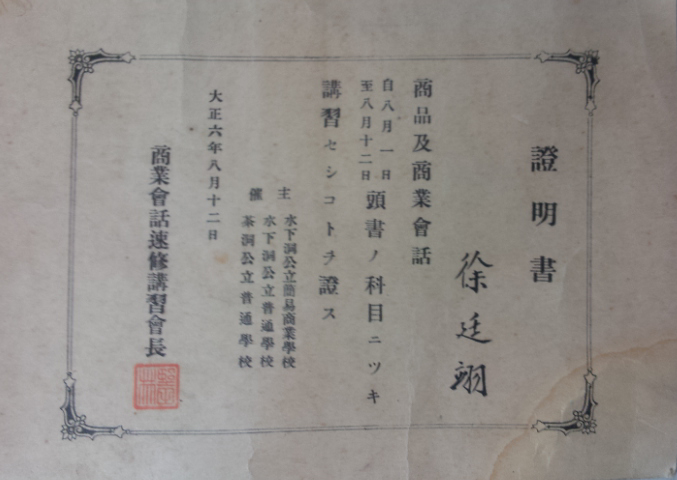 證明書
徐廷翊
商品及商業會話
自八月一日
至八月十二日
頭書ノ科目ニツキ
講習セシコトヲ證ス
主催
水下洞公立簡易商業學校
水下洞公立普通學校
茶洞公立普通學校
大正六年八月十二日
商業會話速修講習會長